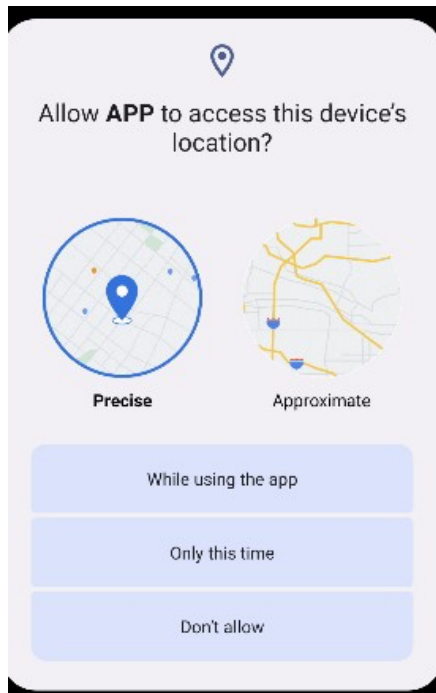 Allow APP to access this device's
location?
Precise
Approximate
While using the app
Only this time
Don't allow